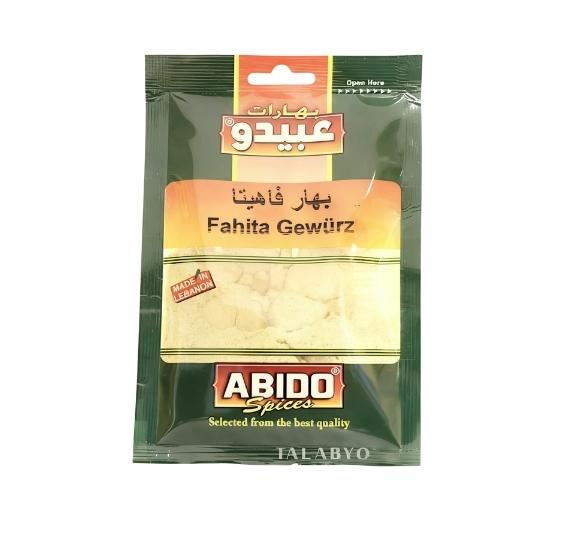 Open Here
بهارات
عبيدو®
بهار فاهيتا
Fahita Gewürz
MADE IN
LEBANON
ABIDO®
Spices
Selected from the best quality
TALABYO